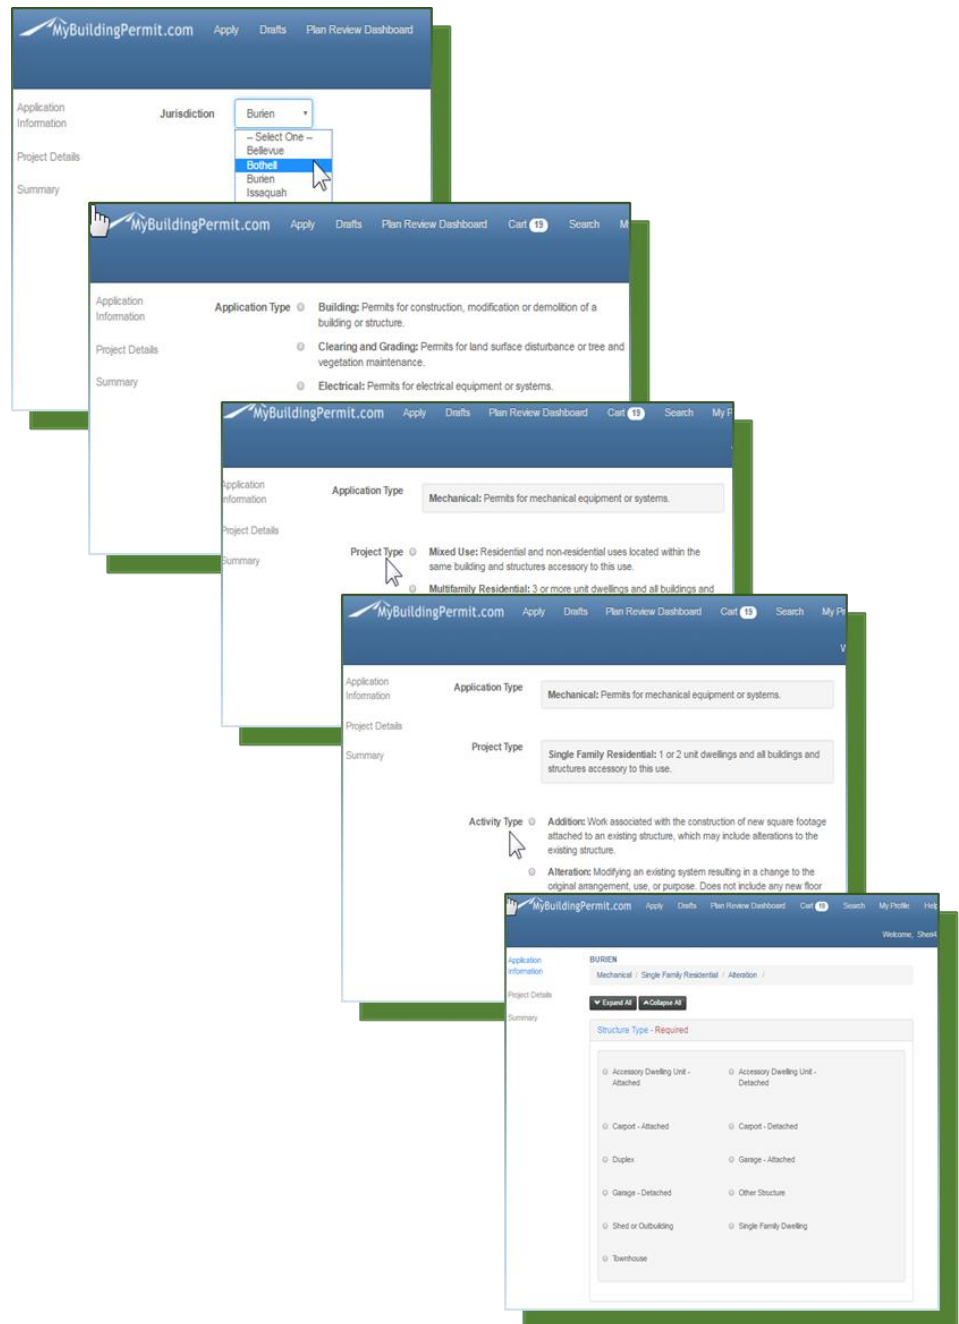 MyBuildingPermit.com Apply Drafts Plan Review Dashboard
Application
Information
Jurisdiction Burien
-- Select One --
Bellevue
Bothell
Burien
Issaquah
Project Details
Summary
MyBuildingPermit.com Apply Drafts Plan Review Dashboard Cart 19 Search M
Application
Information
Application Type Building: Permits for construction, modification or demolition of a
building or structure.
Project Details
Clearing and Grading: Permits for land surface disturbance or tree and
vegetation maintenance.
Summary
Electrical: Permits for electrical equipment or systems.
MyBuildingPermit.com Apply Drafts Plan Review Dashboard Cart 19 Search My P
Application
Information
Application Type Mechanical: Permits for mechanical equipment or systems.
Project Details
Summary
Project Type Mixed Use: Residential and non-residential uses located within the
same building and structures accessory to this use.
Multifamily Residential: 3 or more unit dwellings and all buildings and
MyBuildingPermit.com Apply Drafts Plan Review Dashboard Cart 19 Search My Pr
Application
Information
Application Type Mechanical: Permits for mechanical equipment or systems.
Project Details
Summary
Project Type Single Family Residential: 1 or 2 unit dwellings and all buildings and
structures accessory to this use.
Activity Type Addition: Work associated with the construction of new square footage
attached to an existing structure, which may include alterations to the
existing structure.
Alteration: Modifying an existing system resulting in a change to the
original arrangement, use, or purpose. Does not include any new floor
MyBuildingPermit.com Apply Drafts Plan Review Dashboard Cart 19 Search My Profile Help
Welcome, Sheri4
Application
Information
Project Details
Summary
BURIEN
Mechanical / Single Family Residential / Alteration /
Expand All Collapse All
Structure Type - Required
Accessory Dwelling Unit -
Attached
Accessory Dwelling Unit -
Detached
Carport - Attached Carport - Detached
Duplex Garage - Attached
Garage - Detached Other Structure
Shed or Outbuilding Single Family Dwelling
Townhouse